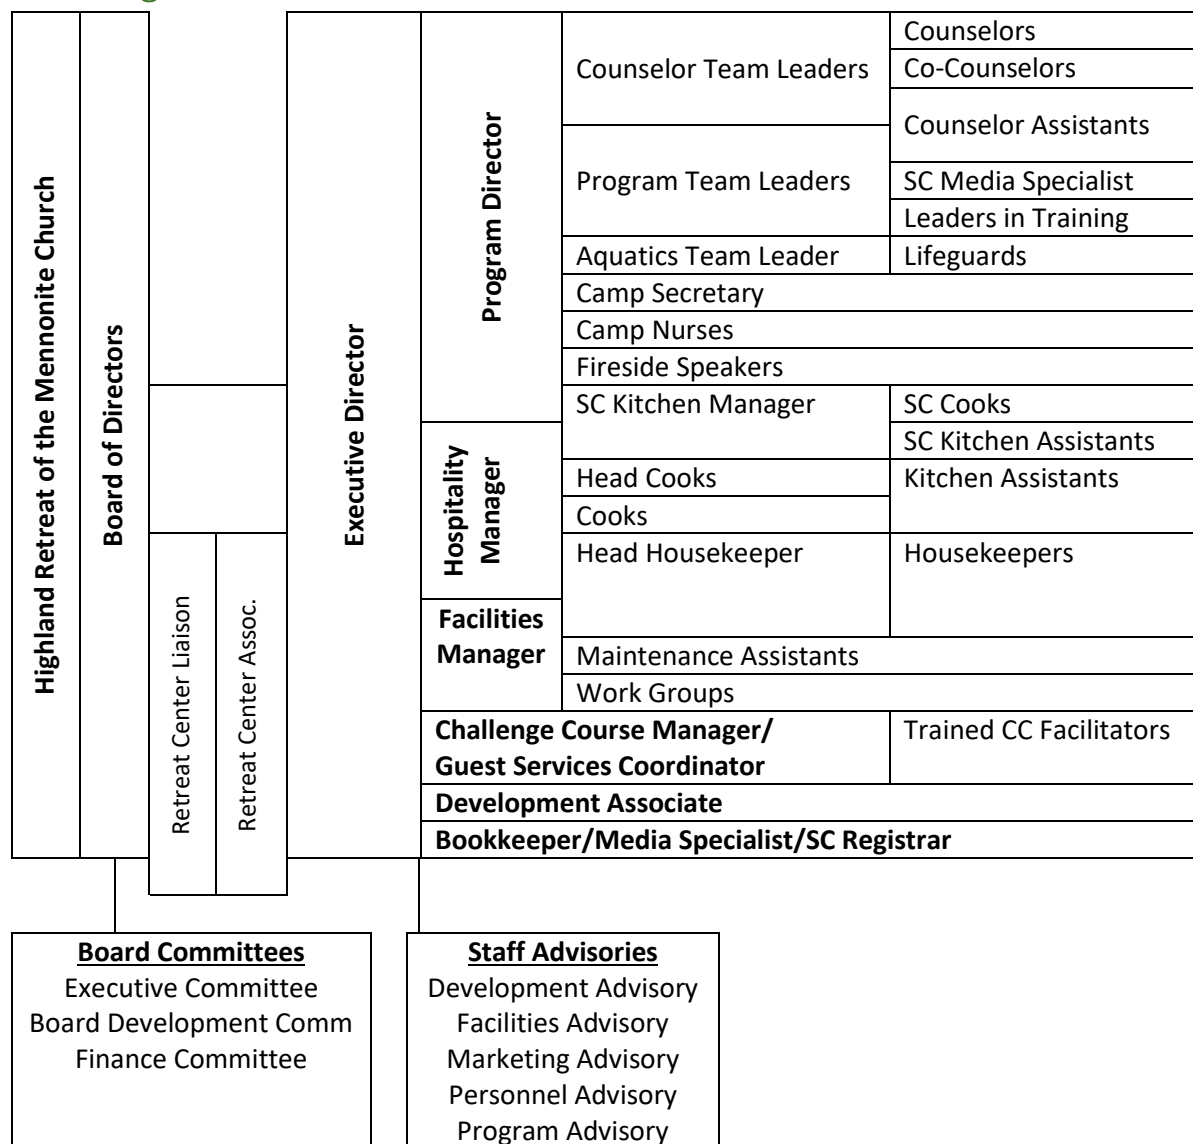 Highland Retreat of the Mennonite Church
Board of Directors
Retreat Center Liaison
Retreat Center Assoc.
Executive Director
Program Director
Counselor Team Leaders
Counselors
Co-Counselors
Counselor Assistants
Program Team Leaders
SC Media Specialist
Leaders in Training
Aquatics Team Leader
Lifeguards
Camp Secretary
Camp Nurses
Fireside Speakers
SC Kitchen Manager
SC Cooks
SC Kitchen Assistants
Hospitality
Manager
Head Cooks
Kitchen Assistants
Cooks
Head Housekeeper
Housekeepers
Facilities
Manager
Maintenance Assistants
Work Groups
Challenge Course Manager/
Guest Services Coordinator
Trained CC Facilitators
Development Associate
Bookkeeper/Media Specialist/SC Registrar
Board Committees
Executive Committee
Board Development Comm
Finance Committee
Staff Advisories
Development Advisory
Facilities Advisory
Marketing Advisory
Personnel Advisory
Program Advisory